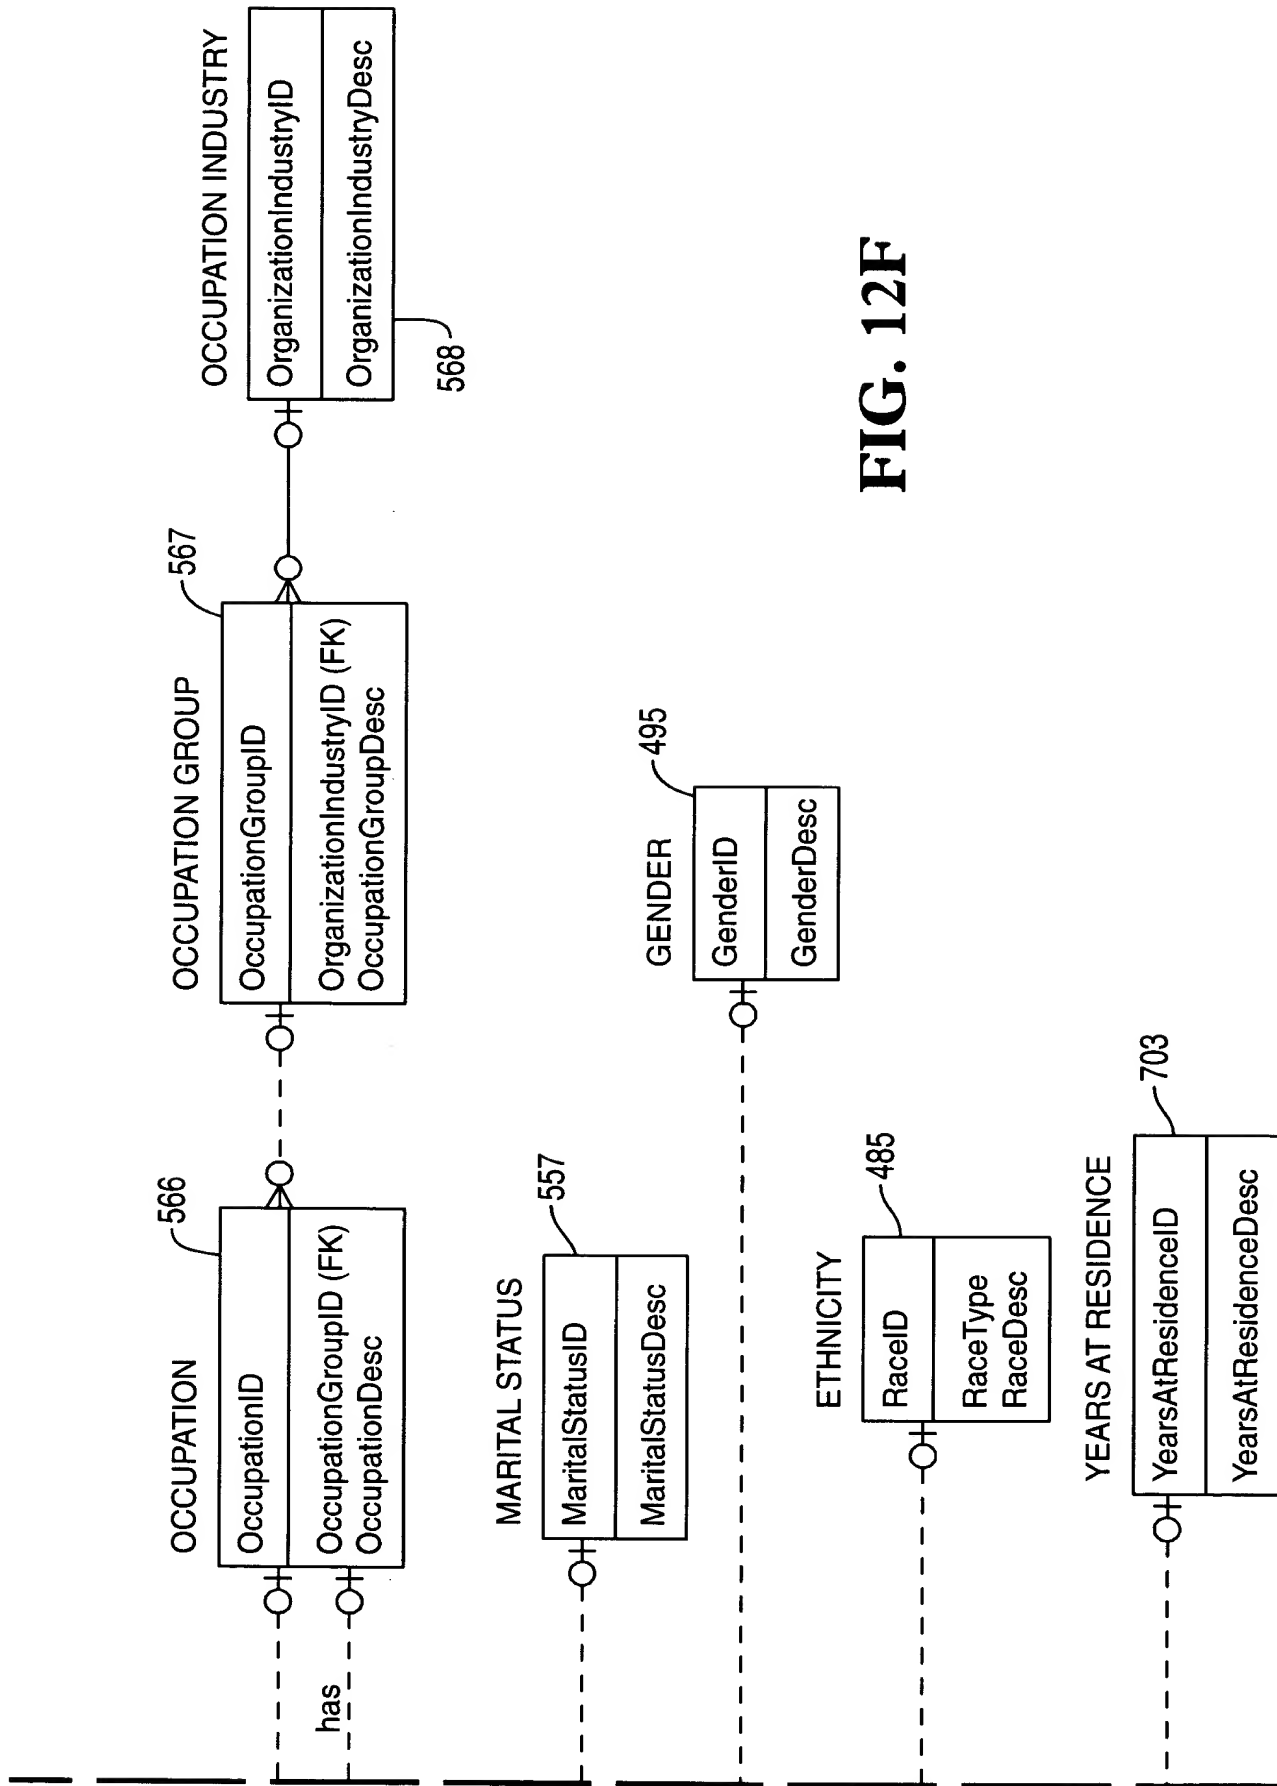 OCCUPATION
566
OccupationID
OccupationGroupID (FK)
OccupationDesc
has
OCCUPATION GROUP
567
OccupationGroupID
OrganizationIndustryID (FK)
OccupationGroupDesc
OCCUPATION INDUSTRY
OrganizationIndustryID
OrganizationIndustryDesc
568
MARITAL STATUS
557
MaritalStatusID
MaritalStatusDesc
GENDER
495
GenderID
GenderDesc
ETHNICITY
485
RaceID
RaceType
RaceDesc
YEARS AT RESIDENCE
703
YearsAtResidenceID
YearsAtResidenceDesc
FIG. 12F